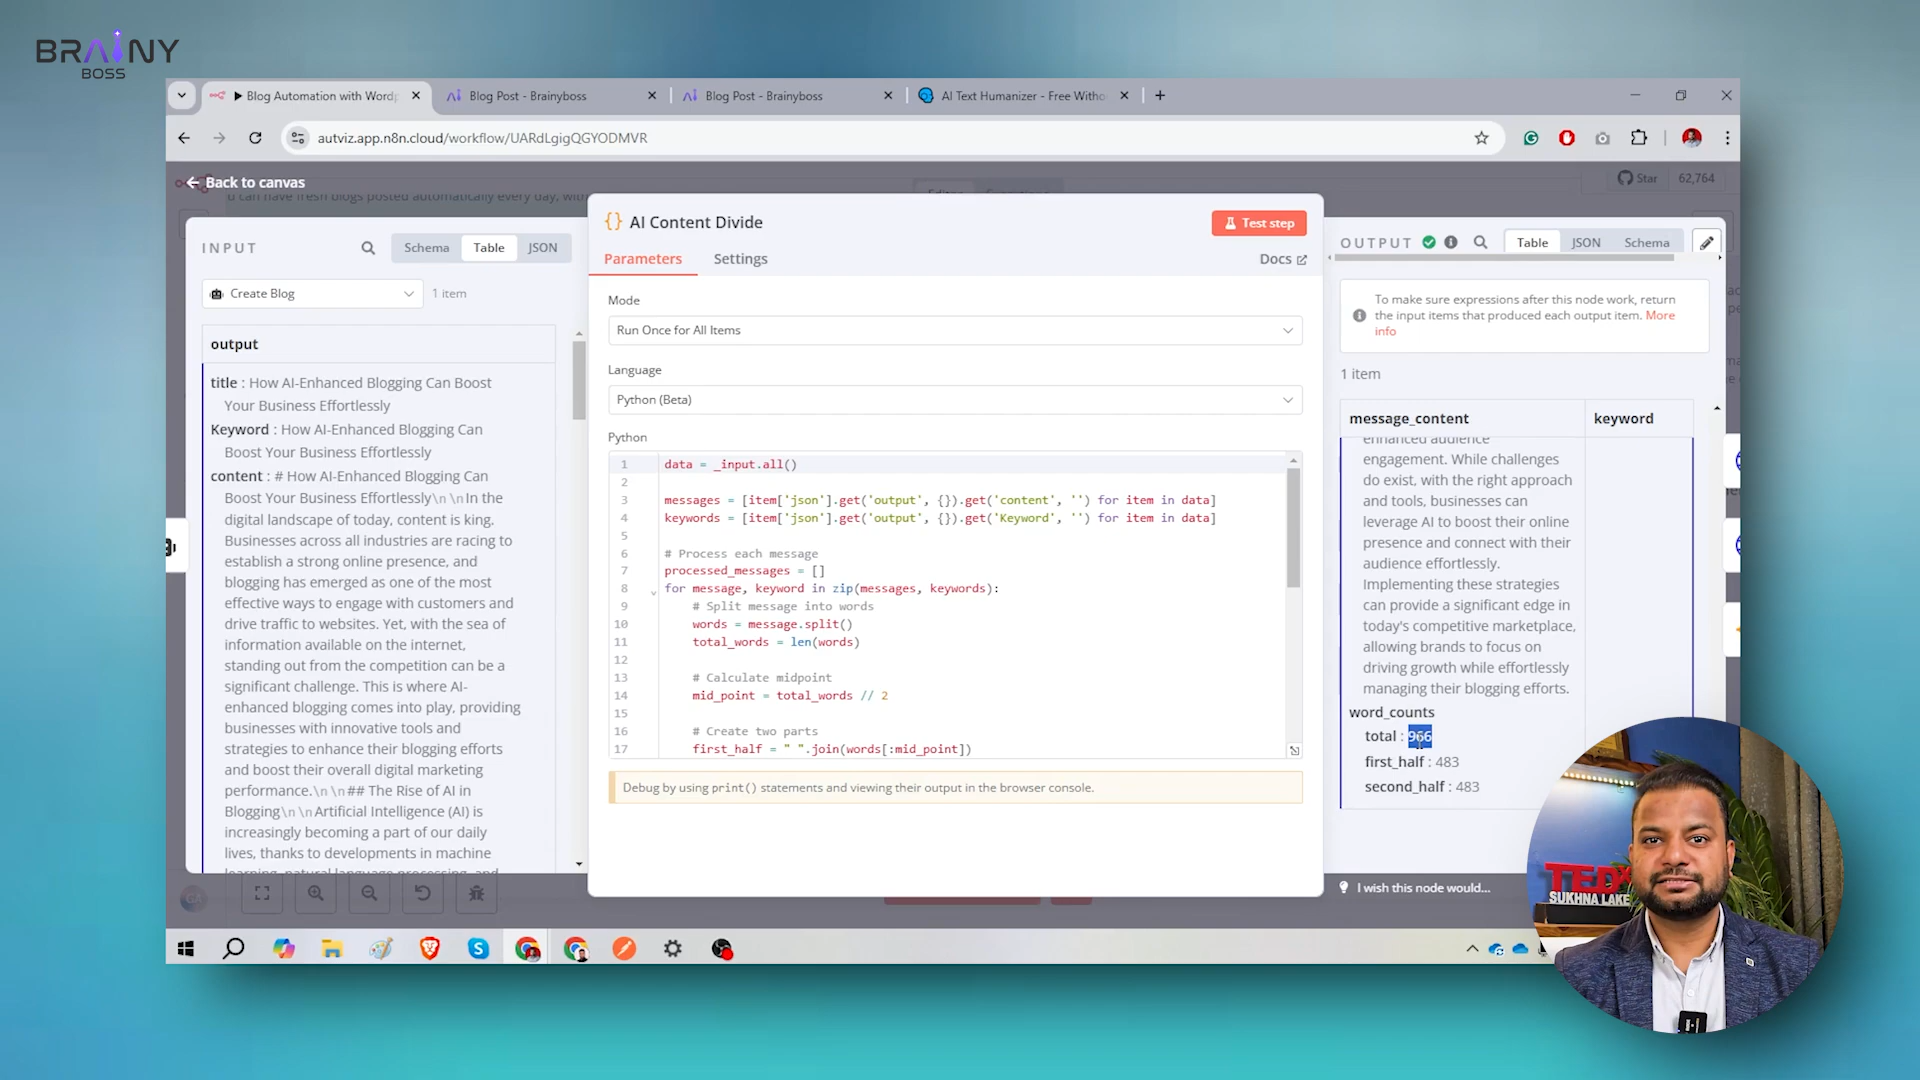 BRAINY
BOSS
Blog Automation with Wordp
Blog Post - Brainyboss
Blog Post - Brainyboss
AI Text Humanizer - Free Witho
autviz.app.n8n.cloud/workflow/UARdLgigQGYODMVR
Back to canvas
u can have fresh blogs posted automatically every day, with
Star
62,764
INPUT
Schema
Table
JSON
Create Blog
1 item
output
title : How AI-Enhanced Blogging Can Boost
Your Business Effortlessly
Keyword : How AI-Enhanced Blogging Can
Boost Your Business Effortlessly
content : # How AI-Enhanced Blogging Can
Boost Your Business Effortlessly\n \nIn the
digital landscape of today, content is king.
Businesses across all industries are racing to
establish a strong online presence, and
blogging has emerged as one of the most
effective ways to engage with customers and
drive traffic to websites. Yet, with the sea of
information available on the internet,
standing out from the competition can be a
significant challenge. This is where AI-
enhanced blogging comes into play, providing
businesses with innovative tools and
strategies to enhance their blogging efforts
and boost their overall digital marketing
performance.\n \n## The Rise of AI in
Blogging\n \nArtificial Intelligence (AI) is
increasingly becoming a part of our daily
lives, thanks to developments in machine
learning, natural language processing, and
{} AI Content Divide
Test step
Parameters
Settings
Docs
Mode
Run Once for All Items
Language
Python (Beta)
Python
1 data = _input.all()
2
3 messages = [item['json'].get('output', {}).get('content', '') for item in data]
4 keywords = [item['json'].get('output', {}).get('Keyword', '') for item in data]
5
6 # Process each message
7 processed_messages = []
8 for message, keyword in zip(messages, keywords):
9 # Split message into words
10 words = message.split()
11 total_words = len(words)
12
13 # Calculate midpoint
14 mid_point = total_words // 2
15
16 # Create two parts
17 first_half = " ".join(words[:mid_point])
Debug by using print() statements and viewing their output in the browser console.
OUTPUT
Table
JSON
Schema
To make sure expressions after this node work, return
the input items that produced each output item. More
info
1 item
message_content
keyword
enhanced audience
engagement. While challenges
do exist, with the right approach
and tools, businesses can
leverage AI to boost their online
presence and connect with their
audience effortlessly.
Implementing these strategies
can provide a significant edge in
today's competitive marketplace,
allowing brands to focus on
driving growth while effortlessly
managing their blogging efforts.
word_counts
total : 966
first_half : 483
second_half : 483
I wish this node would...
TEDx
SUKHNA LAKE